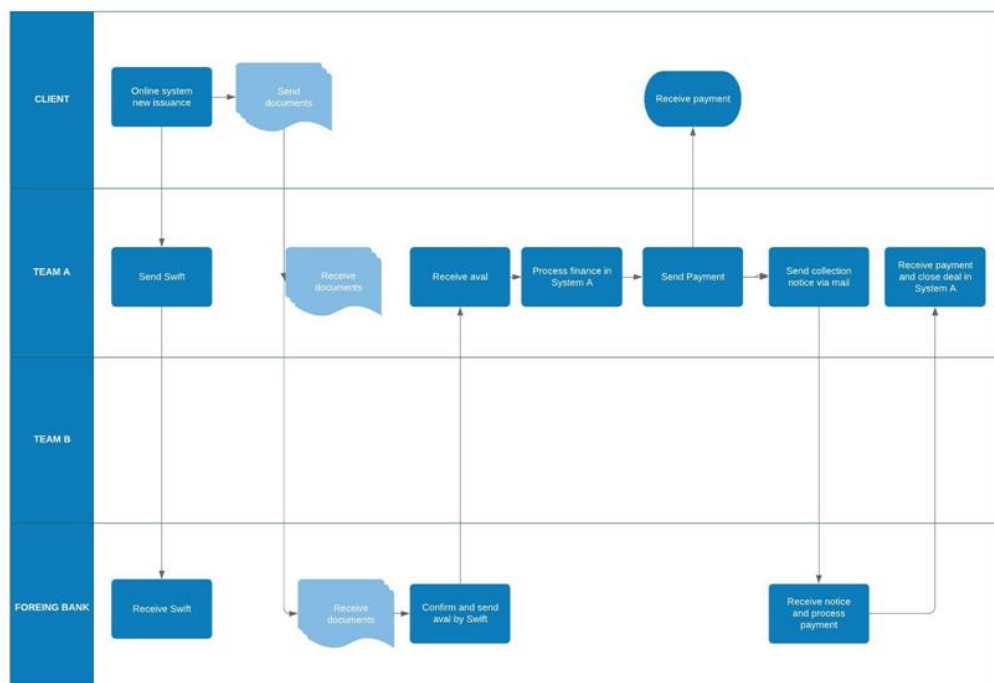 CLIENT
Online system
new issuance
Send
documents
Receive payment
TEAM A
Send Swift
Receive
documents
Receive aval
Process finance in
System A
Send Payment
Send collection
notice via mail
Receive payment
and close deal in
System A
TEAM B
FOREING BANK
Receive Swift
Receive
documents
Confirm and send
aval by Swift
Receive notice
and process
payment